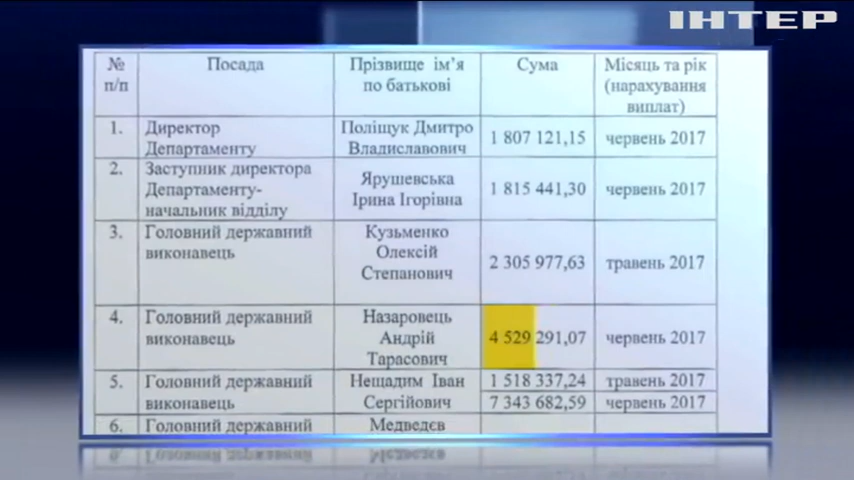 ІНТЕР
№ п/п Посада Прізвище ім’я по батькові Сума Місяць та рік (нарахування виплат)
1. Директор Департаменту Поліщук Дмитро Владиславович 1 807 121,15 червень 2017
2. Заступник директора Департаменту- начальник відділу Ярушевська Ірина Ігорівна 1 815 441,30 червень 2017
3. Головний державний виконавець Кузьменко Олексій Степанович 2 305 977,63 травень 2017
4. Головний державний виконавець Назаровець Андрій Тарасович 4 529 291,07 червень 2017
5. Головний державний виконавець Нещадим Іван Сергійович 1 518 337,24 травень 2017
7 343 682,59 червень 2017
6. Головний державний Медведєв